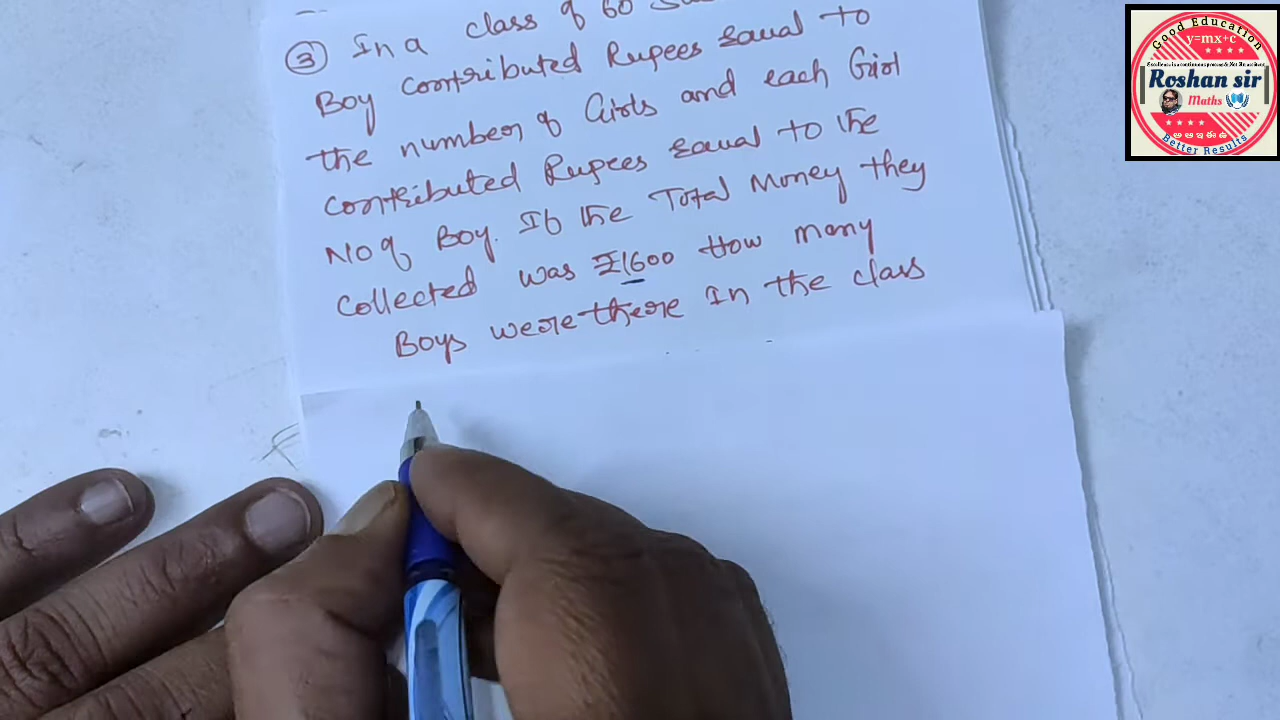 3 In a class of 60
Boy contributed Rupees equal to
the number of Girls and each Girl
contributed Rupees equal to the
No of Boy. If the Total Money they
collected was ₹1600 How many
Boys were there In the class
Good Education
y=mx+c
Roshan sir
Maths
Better Results